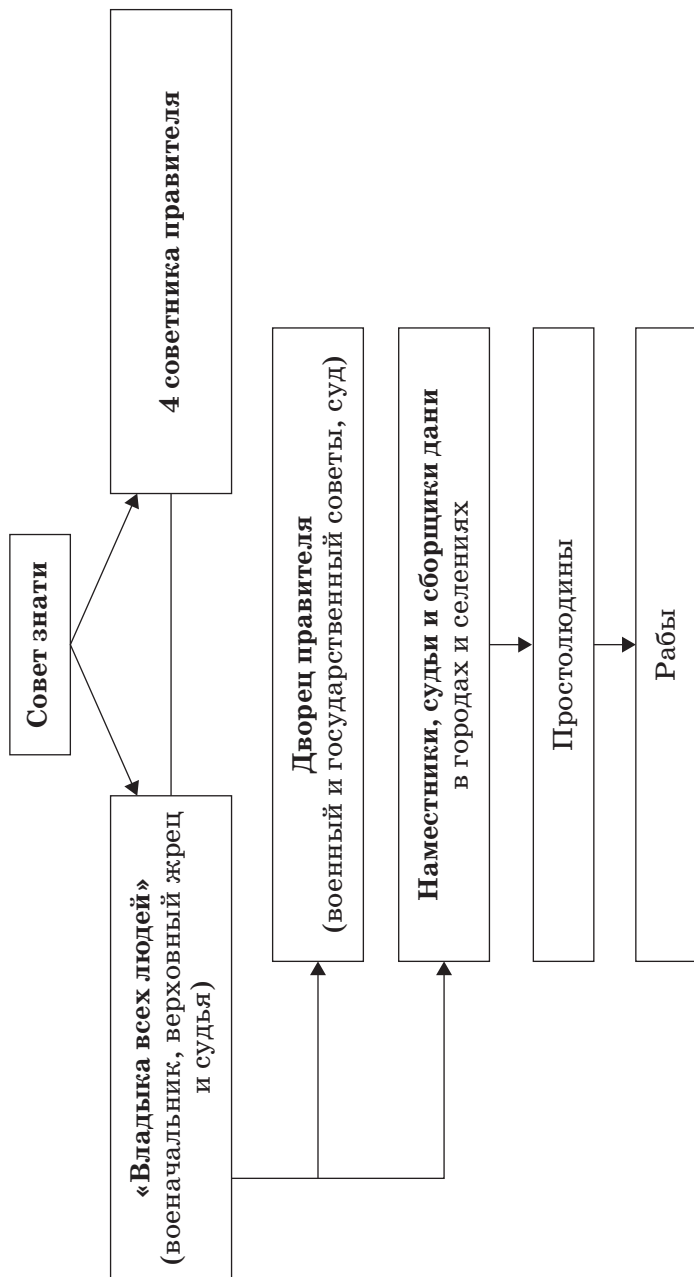 Совет знати
«Владыка всех людей»
(военачальник, верховный жрец
и судья)
4 советника правителя
Дворец правителя
(военный и государственный советы, суд)
Наместники, судьи и сборщики дани
в городах и селениях
Простолюдины
Рабы